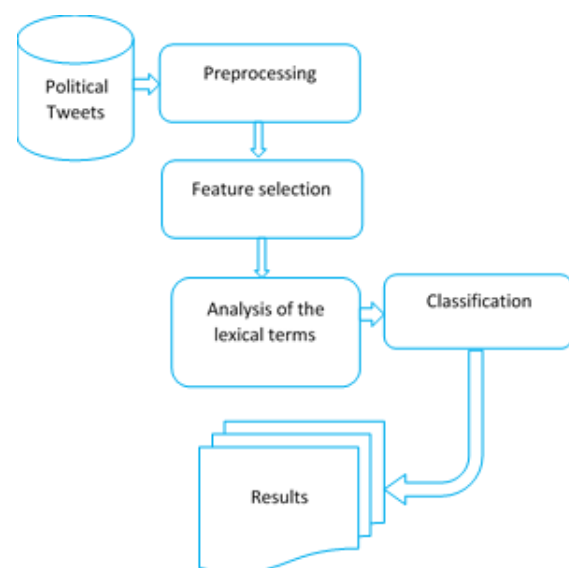 Political
Tweets
Preprocessing
Feature selection
Analysis of the
lexical terms
Classification
Results